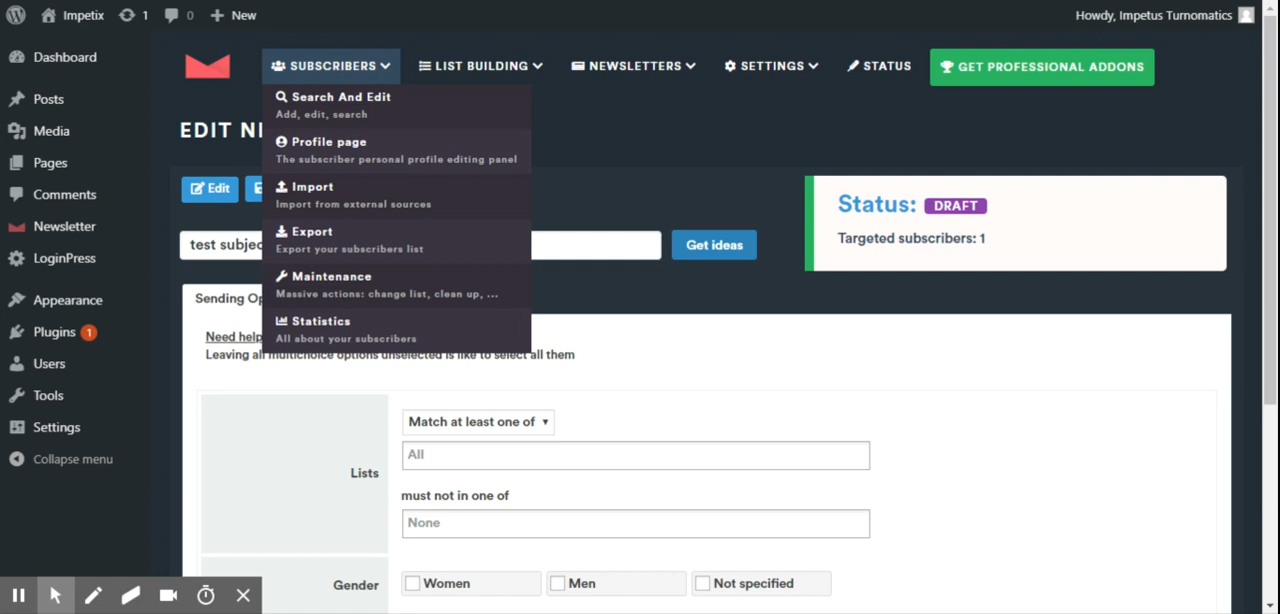 Impetix
1
0
New
Howdy, Impetus Turnomatics
Dashboard
Posts
Media
Pages
Comments
Newsletter
LoginPress
Appearance
Plugins 1
Users
Tools
Settings
Collapse menu
SUBSCRIBERS
LIST BUILDING
NEWSLETTERS
SETTINGS
STATUS
GET PROFESSIONAL ADDONS
Search And Edit
Add, edit, search
Profile page
The subscriber personal profile editing panel
Import
Import from external sources
Export
Export your subscribers list
Maintenance
Massive actions: change list, clean up, ...
Statistics
All about your subscribers
EDIT
Edit
test
Get ideas
Status: DRAFT
Targeted subscribers: 1
Sending
Need help
Leaving all multichoice options unselected is like to select all them
Lists
Match at least one of
All
must not in one of
None
Gender
Women
Men
Not specified